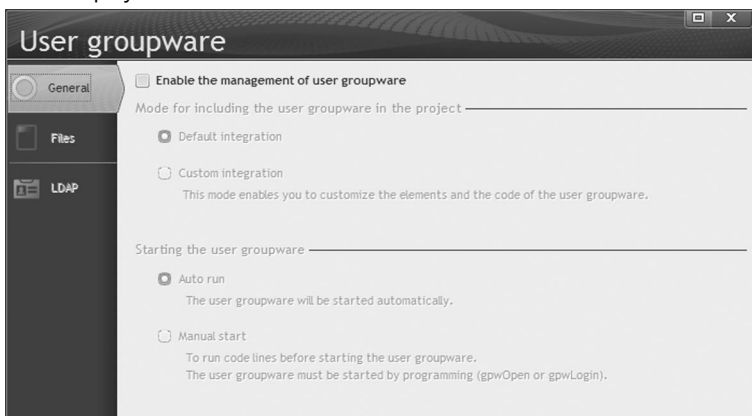 User groupware
X
General
Enable the management of user groupware
Mode for including the user groupware in the project
Files
Default integration
Custom integration
LDAP
This mode enables you to customize the elements and the code of the user groupware.
Starting the user groupware
Auto run
The user groupware will be started automatically.
Manual start
To run code lines before starting the user groupware.
The user groupware must be started by programming (gpwOpen or gpwLogin).